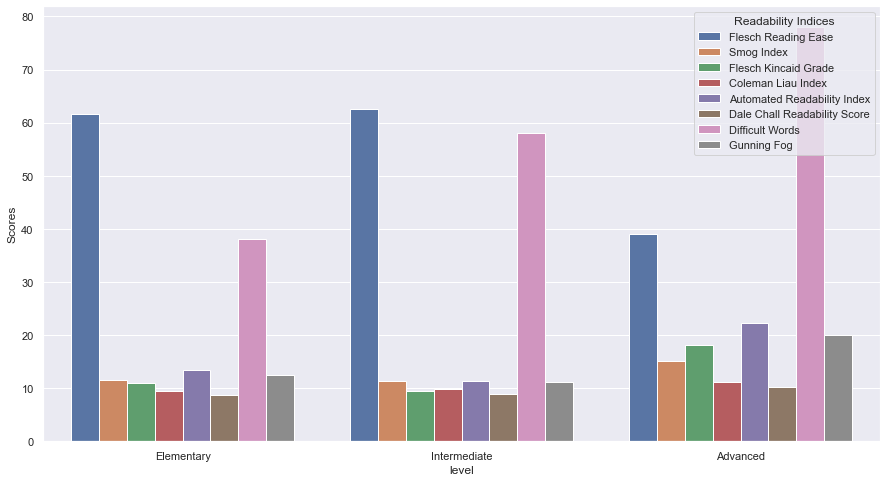 80
70
60
50
40
30
20
10
0
Scores
Elementary
Intermediate
Advanced
level
Readability Indices
Flesch Reading Ease
Smog Index
Flesch Kincaid Grade
Coleman Liau Index
Automated Readability Index
Dale Chall Readability Score
Difficult Words
Gunning Fog